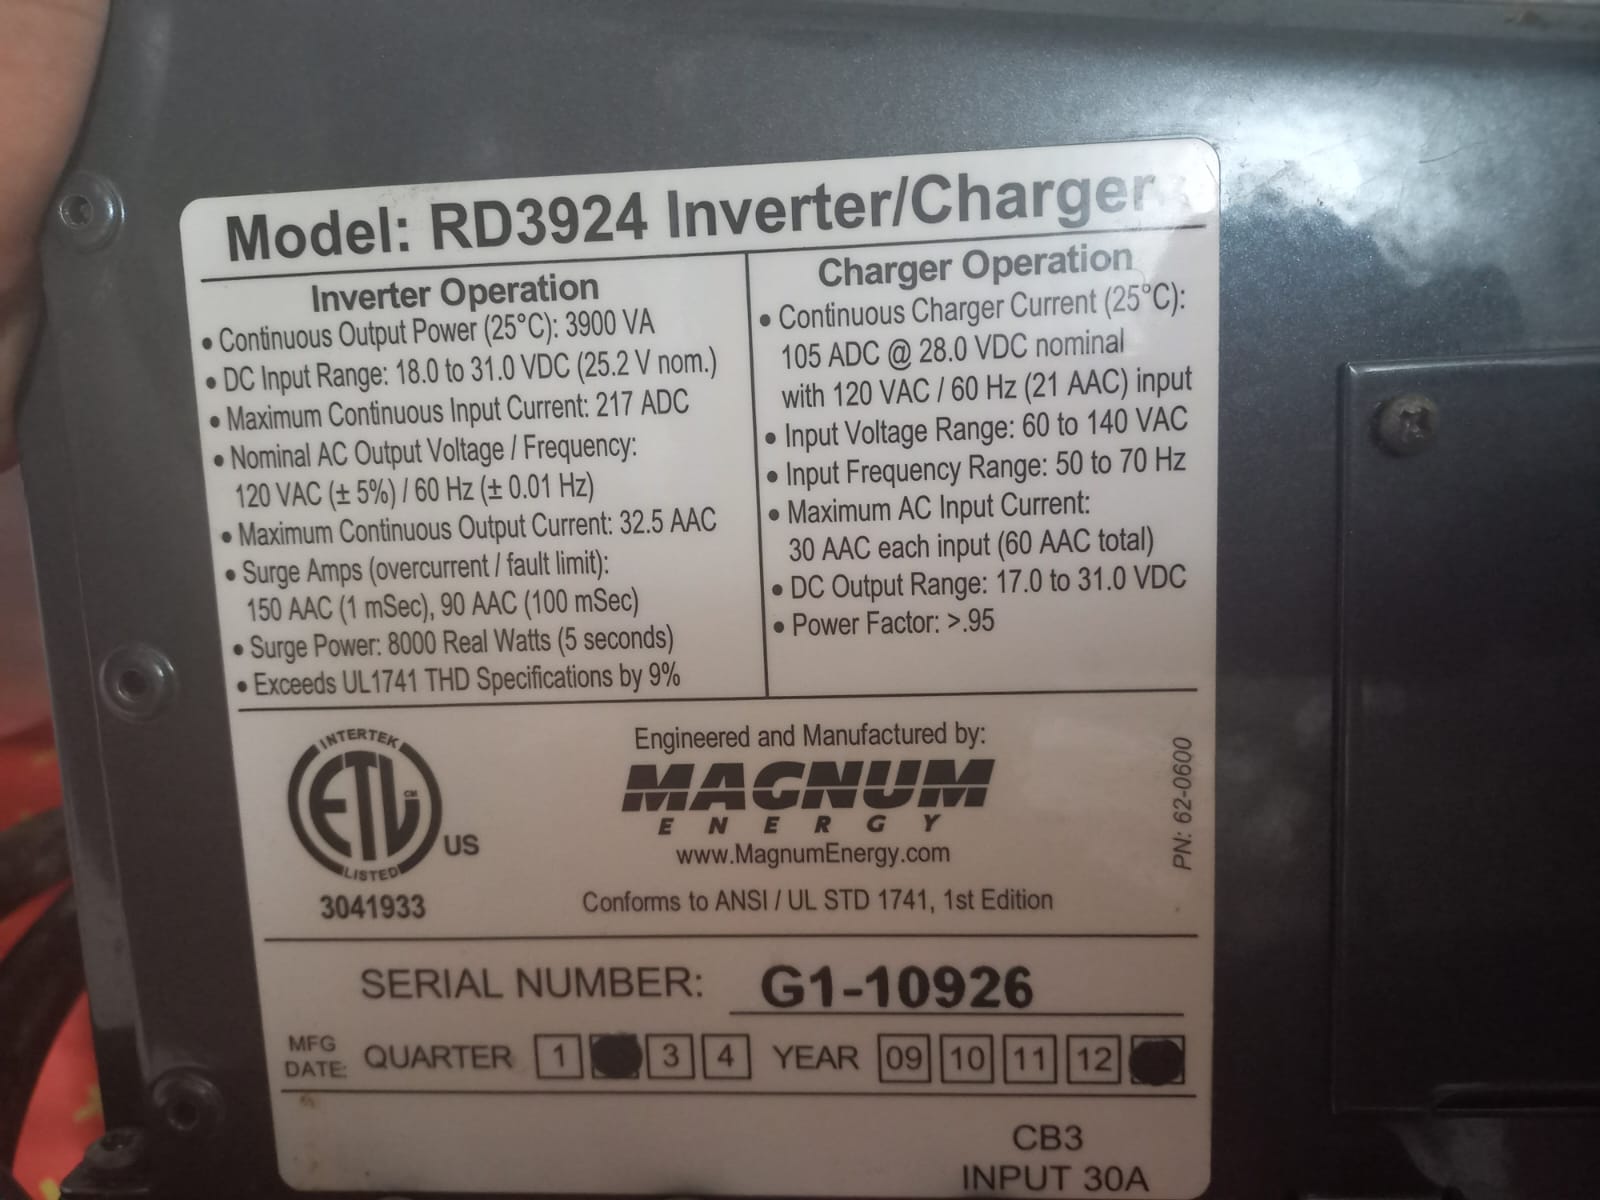 Model: RD3924 Inverter/Charger
Inverter Operation
• Continuous Output Power (25°C): 3900 VA
• DC Input Range: 18.0 to 31.0 VDC (25.2 V nom.)
• Maximum Continuous Input Current: 217 ADC
• Nominal AC Output Voltage / Frequency:
120 VAC (± 5%) / 60 Hz (± 0.01 Hz)
• Maximum Continuous Output Current: 32.5 AAC
• Surge Amps (overcurrent / fault limit):
150 AAC (1 mSec), 90 AAC (100 mSec)
• Surge Power: 8000 Real Watts (5 seconds)
• Exceeds UL1741 THD Specifications by 9%
Charger Operation
• Continuous Charger Current (25°C):
105 ADC @ 28.0 VDC nominal
with 120 VAC / 60 Hz (21 AAC) input
• Input Voltage Range: 60 to 140 VAC
• Input Frequency Range: 50 to 70 Hz
• Maximum AC Input Current:
30 AAC each input (60 AAC total)
• DC Output Range: 17.0 to 31.0 VDC
• Power Factor: >.95
INTERTEK
ETL CM
LISTED
US
3041933
Engineered and Manufactured by:
MAGNUM
ENERGY
www.MagnumEnergy.com
Conforms to ANSI / UL STD 1741, 1st Edition
PN: 62-0600
SERIAL NUMBER: G1-10926
MFG DATE: QUARTER 1 3 4 YEAR 09 10 11 12
CB3
INPUT 30A